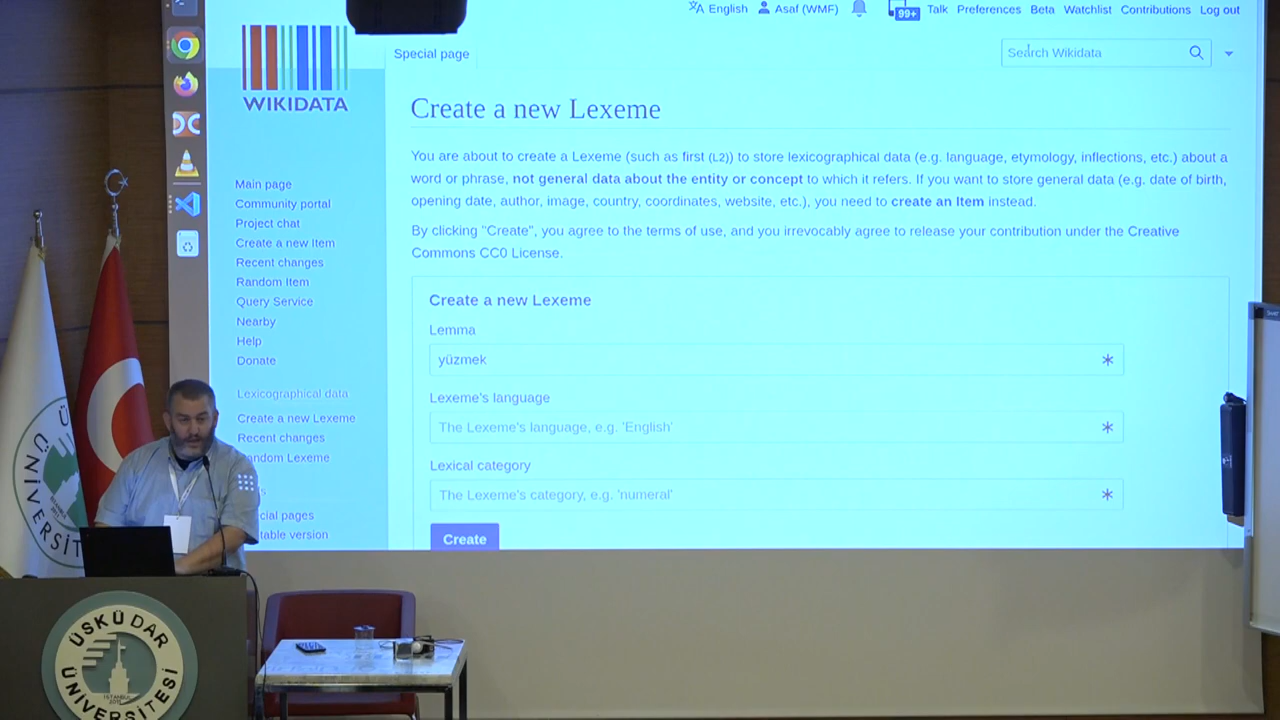 English Asaf (WMF) 99+ Talk Preferences Beta Watchlist Contributions Log out
Special page
Search Wikidata
WIKIDATA
Create a new Lexeme
You are about to create a Lexeme (such as first (L2)) to store lexicographical data (e.g. language, etymology, inflections, etc.) about a
word or phrase, not general data about the entity or concept to which it refers. If you want to store general data (e.g. date of birth,
opening date, author, image, country, coordinates, website, etc.), you need to create an Item instead.
By clicking "Create", you agree to the terms of use, and you irrevocably agree to release your contribution under the Creative
Commons CC0 License.
Main page
Community portal
Project chat
Create a new Item
Recent changes
Random Item
Query Service
Nearby
Help
Donate
Lexicographical data
Create a new Lexeme
Recent changes
andom Lexeme
cial pages
table version
Create a new Lexeme
Lemma
yüzmek
Lexeme's language
The Lexeme's language, e.g. 'English'
Lexical category
The Lexeme's category, e.g. 'numeral'
Create
ÜSKÜDAR
ÜNİVERSİTESİ
İSTANBUL